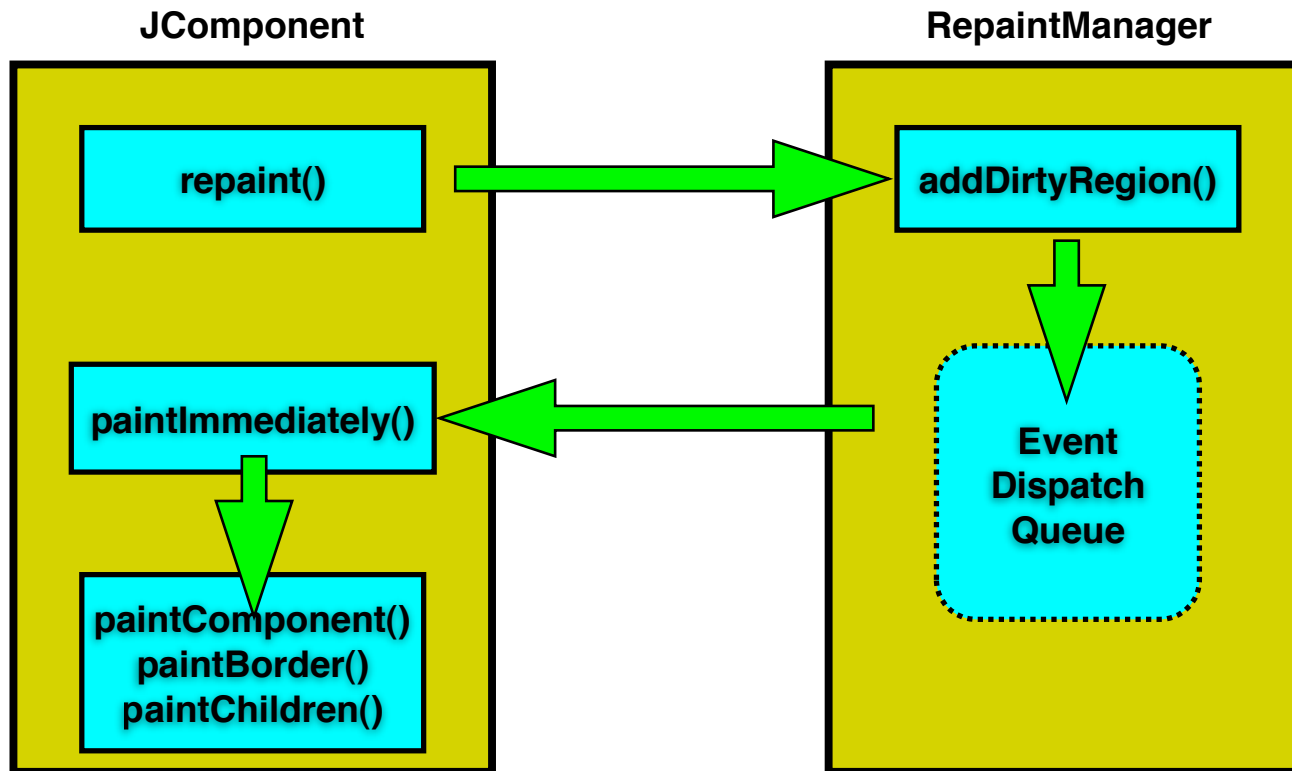 JComponent
RepaintManager
repaint()
addDirtyRegion()
paintImmediately()
Event
Dispatch
Queue
paintComponent()
paintBorder()
paintChildren()